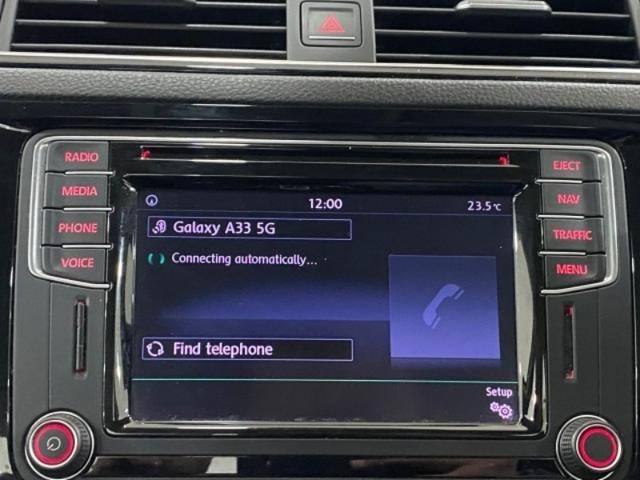 RADIO
MEDIA
PHONE
VOICE
12:00
23.5°C
Galaxy A33 5G
Connecting automatically...
Find telephone
Setup
EJECT
NAV
TRAFFIC
MENU